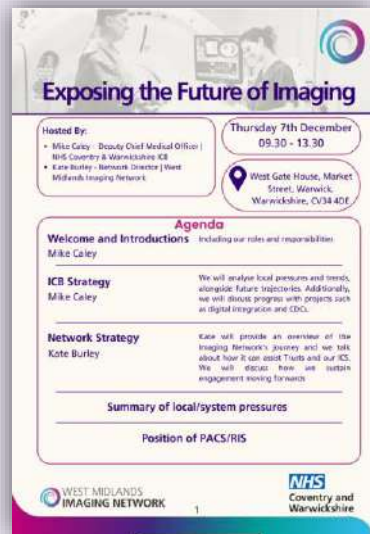 Exposing the Future of Imaging
Hosted By:
• Mike Caley - Deputy Chief Medical Officer |
NHS Coventry & Warwickshire ICB
• Kate Burley - Network Director | West
Midlands Imaging Network
Thursday 7th December
09.30 - 13.30
West Gate House, Market
Street, Warwick,
Warwickshire, CV34 4DE
Agenda
Welcome and Introductions
Including our roles and responsibilities
Mike Caley
ICB Strategy
Mike Caley
We will analyse local pressures and trends,
alongside future trajectories. Additionally,
we will discuss progress with projects such
as digital integration and CDCs.
Network Strategy
Kate Burley
Kate will provide an overview of the
Imaging Network's journey and we talk
about how it can assist Trusts and our ICS.
We will discuss how we sustain
engagement moving forwards
Summary of local/system pressures
Position of PACS/RIS
WEST MIDLANDS
IMAGING NETWORK
1
NHS
Coventry and
Warwickshire